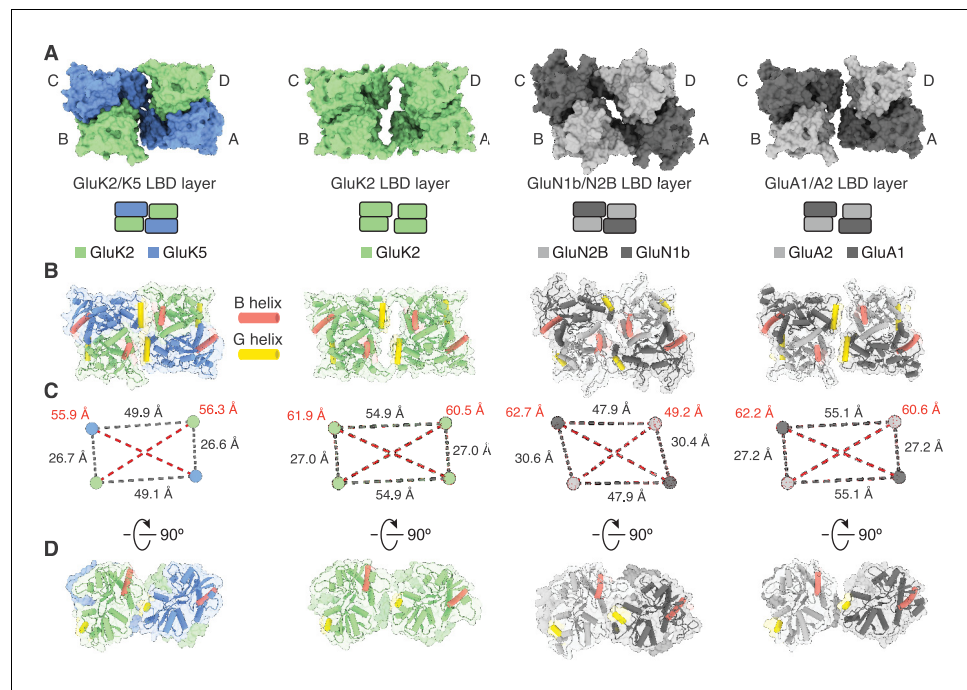 A
C
D
B
A
C
D
B
A
C
D
B
A
C
D
B
A
GluK2/K5 LBD layer
GluK2 LBD layer
GluN1b/N2B LBD layer
GluA1/A2 LBD layer
GluK2 GluK5
GluK2
GluN2B GluN1b
GluA2 GluA1
B
B helix
G helix
C
55.9 Å 49.9 Å 56.3 Å
26.7 Å 26.6 Å
49.1 Å
61.9 Å 54.9 Å 60.5 Å
27.0 Å 27.0 Å
54.9 Å
62.7 Å 47.9 Å 49.2 Å
30.6 Å 30.4 Å
47.9 Å
62.2 Å 55.1 Å 60.6 Å
27.2 Å 27.2 Å
55.1 Å
D
90º
90º
90º
90º